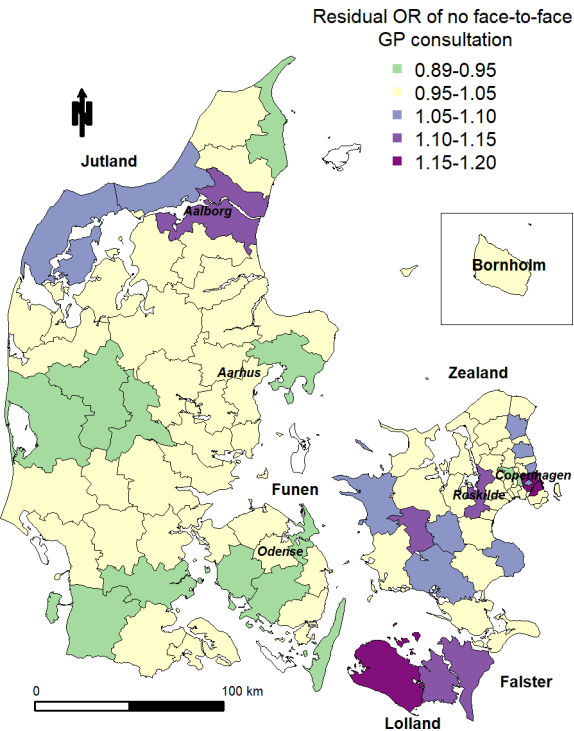 Residual OR of no face-to-face
GP consultation
0.89-0.95
0.95-1.05
1.05-1.10
1.10-1.15
1.15-1.20
N
Jutland
Aalborg
Bornholm
Aarhus
Zealand
Copenhagen
Roskilde
Funen
Odense
0
100 km
Falster
Lolland